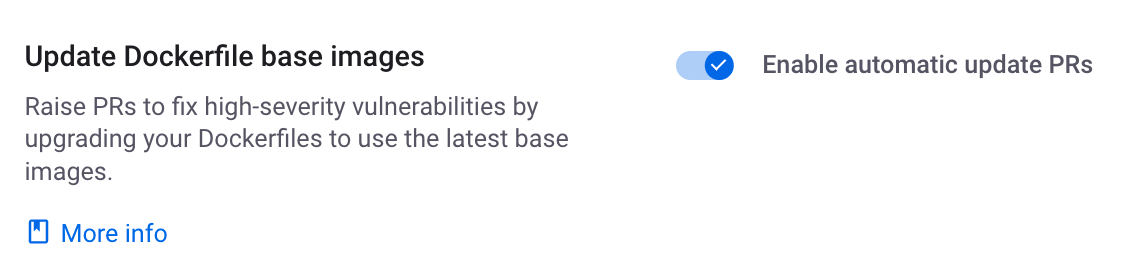 Update Dockerfile base images
Enable automatic update PRs
Raise PRs to fix high-severity vulnerabilities by
upgrading your Dockerfiles to use the latest base
images.
More info